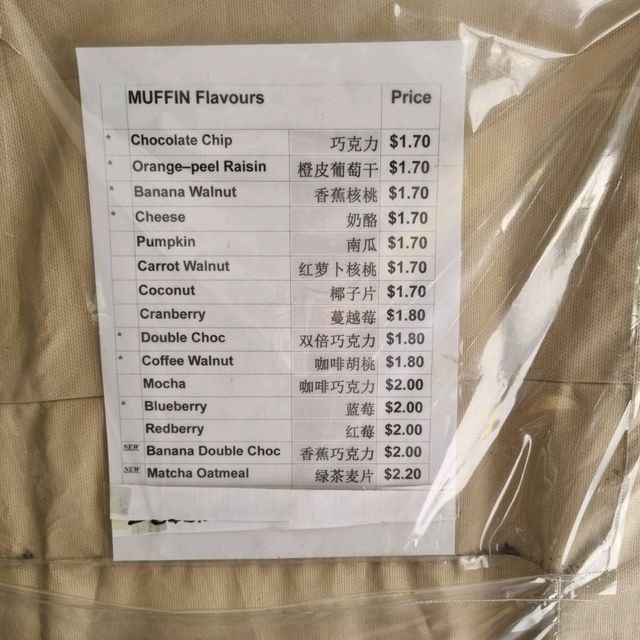 MUFFIN Flavours Price
* Chocolate Chip 巧克力 $1.70
* Orange–peel Raisin 橙皮葡萄干 $1.70
* Banana Walnut 香蕉核桃 $1.70
* Cheese 奶酪 $1.70
Pumpkin 南瓜 $1.70
Carrot Walnut 红萝卜核桃 $1.70
Coconut 椰子片 $1.70
Cranberry 蔓越莓 $1.80
* Double Choc 双倍巧克力 $1.80
* Coffee Walnut 咖啡胡桃 $1.80
Mocha 咖啡巧克力 $2.00
* Blueberry 蓝莓 $2.00
Redberry 红莓 $2.00
NEW Banana Double Choc 香蕉巧克力 $2.00
NEW Matcha Oatmeal 绿茶麦片 $2.20